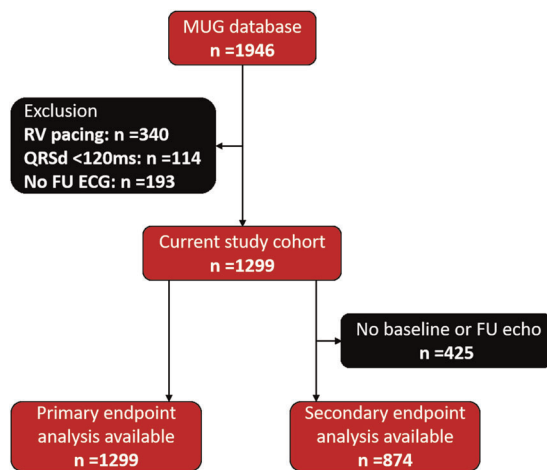 MUG database
n =1946
Exclusion
RV pacing: n =340
QRSd <120ms: n =114
No FU ECG: n =193
Current study cohort
n =1299
No baseline or FU echo
n =425
Primary endpoint
analysis available
n =1299
Secondary endpoint
analysis available
n =874